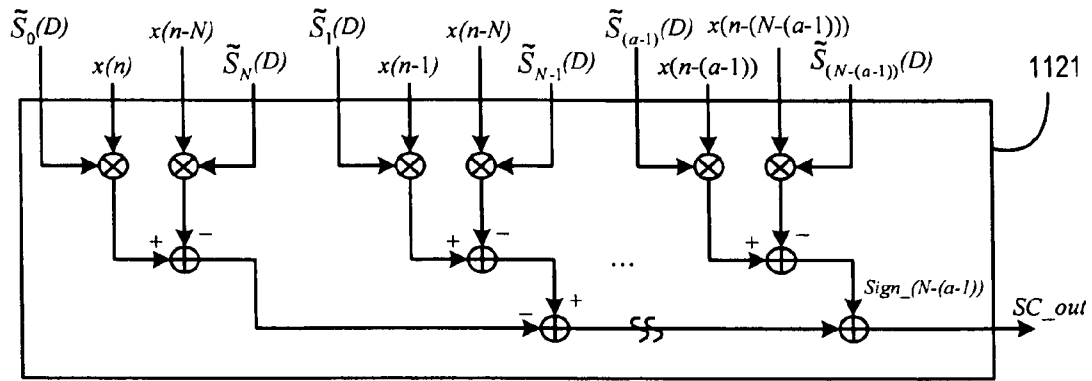 S̃₀(D) x(n-N) S̃₁(D) x(n-N) S̃₍ₐ₋₁₎(D) x(n-(N-(a-1)))
x(n) S̃_N(D) x(n-1) S̃_{N-1}(D) x(n-(a-1)) S̃_{(N-(a-1))}(D)
1121
+ − + − + −
...
+ Sign_(N-(a-1))
− SC_out